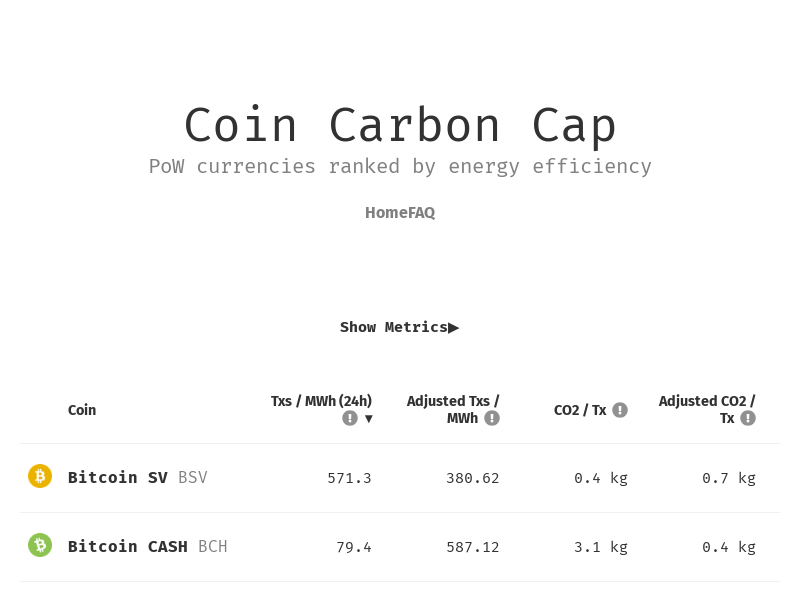 Coin Carbon Cap
PoW currencies ranked by energy efficiency
HomeFAQ
Show Metrics▶
Coin
Txs / MWh (24h)
! ▼
Adjusted Txs /
MWh !
CO2 / Tx !
Adjusted CO2 /
Tx !
Bitcoin SV BSV 571.3 380.62 0.4 kg 0.7 kg
Bitcoin CASH BCH 79.4 587.12 3.1 kg 0.4 kg